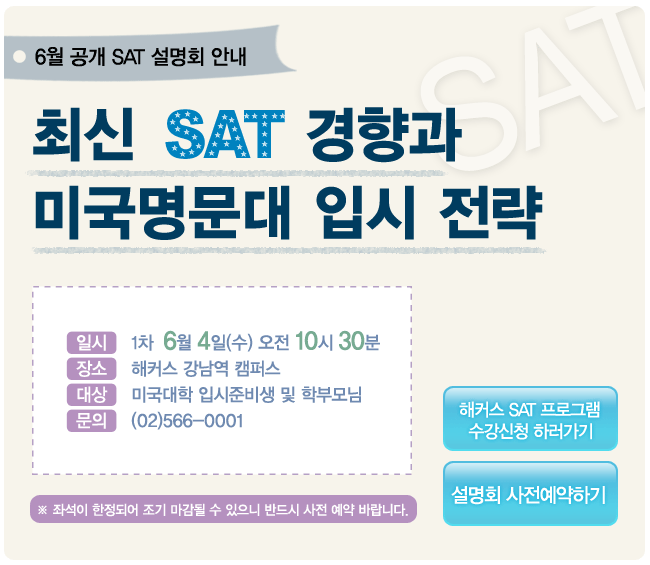 SAT
6월 공개 SAT 설명회 안내
최신 SAT 경향과
미국명문대 입시 전략
일시 1차 6월 4일(수) 오전 10시 30분
장소 해커스 강남역 캠퍼스
대상 미국대학 입시준비생 및 학부모님
문의 (02)566-0001
해커스 SAT 프로그램
수강신청 하러가기
설명회 사전예약하기
※ 좌석이 한정되어 조기 마감될 수 있으니 반드시 사전 예약 바랍니다.